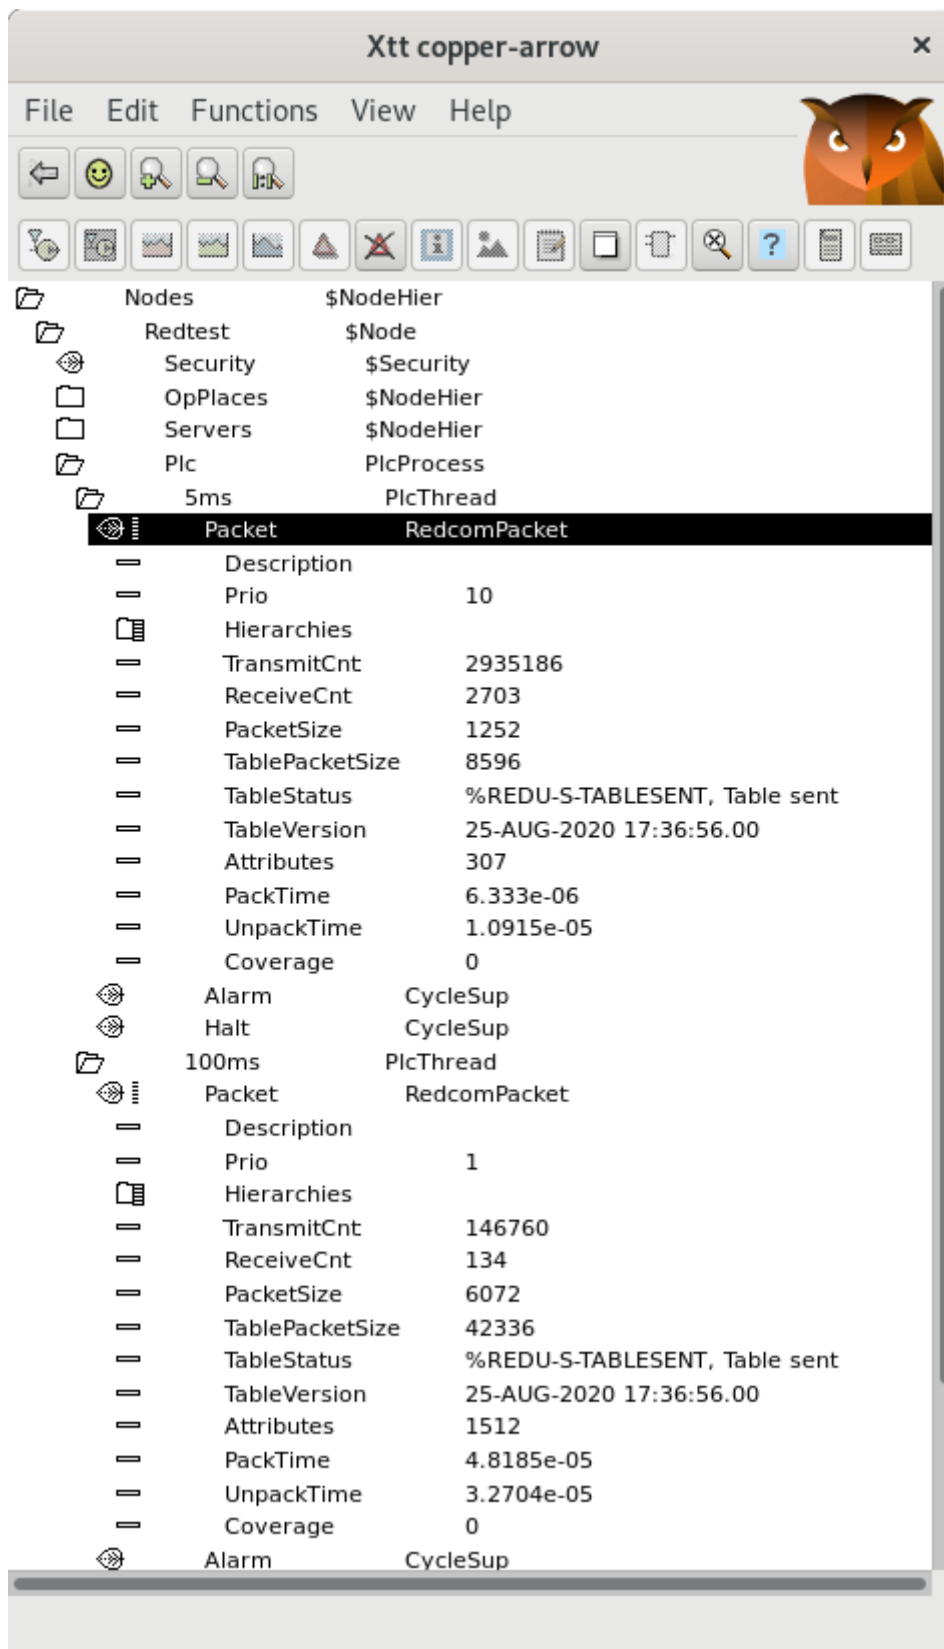 Xtt copper-arrow ×
File Edit Functions View Help
Nodes $NodeHier
Redtest $Node
Security $Security
OpPlaces $NodeHier
Servers $NodeHier
Plc PlcProcess
5ms PlcThread
Packet RedcomPacket
Description
Prio 10
Hierarchies
TransmitCnt 2935186
ReceiveCnt 2703
PacketSize 1252
TablePacketSize 8596
TableStatus %REDU-S-TABLESENT, Table sent
TableVersion 25-AUG-2020 17:36:56.00
Attributes 307
PackTime 6.333e-06
UnpackTime 1.0915e-05
Coverage 0
Alarm CycleSup
Halt CycleSup
100ms PlcThread
Packet RedcomPacket
Description
Prio 1
Hierarchies
TransmitCnt 146760
ReceiveCnt 134
PacketSize 6072
TablePacketSize 42336
TableStatus %REDU-S-TABLESENT, Table sent
TableVersion 25-AUG-2020 17:36:56.00
Attributes 1512
PackTime 4.8185e-05
UnpackTime 3.2704e-05
Coverage 0
Alarm CycleSup